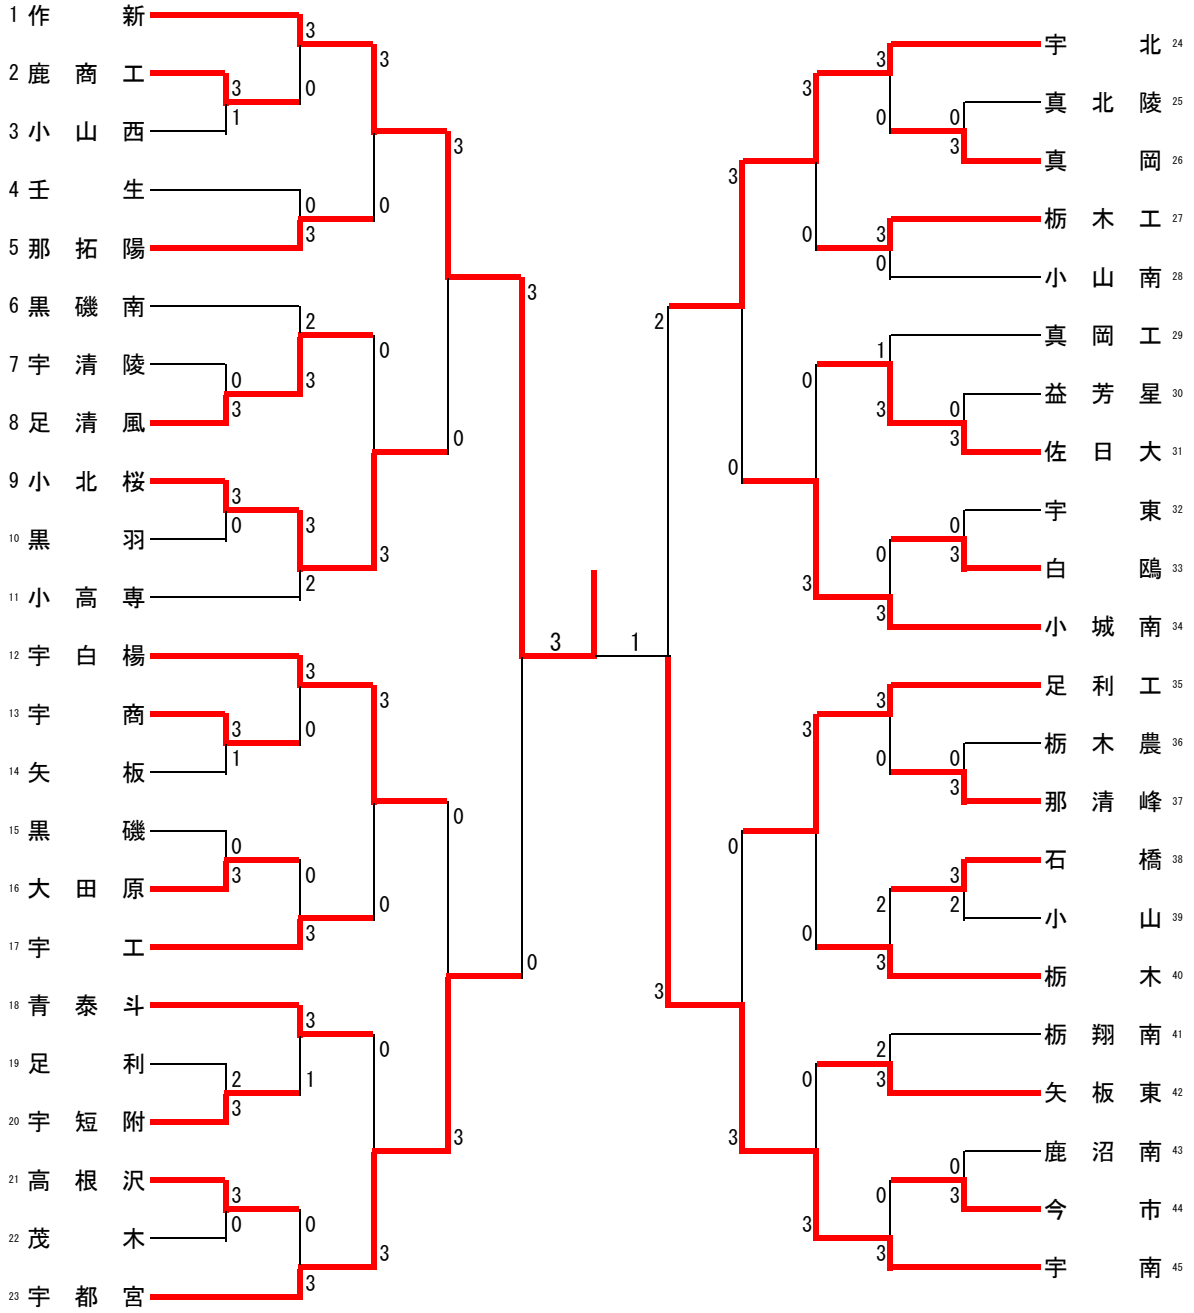 1 作新
3
3
2 鹿商工
3
0
1
3 小山西
3
4 壬生
0
0
3
5 那拓陽
6 黒磯南
2
0
7 宇清陵
0
3
3
8 足清風
0
9 小北桜
3
3
0
10 黒羽
3
2
11 小高専
3
12 宇白楊
3
3
13 宇商
3
0
1
14 矢板
15 黒磯
0
0
3
0
16 大田原
0
3
17 宇工
0
18 青泰斗
3
0
19 足利
2
1
3
20 宇短附
3
21 高根沢
3
0
0
22 茂木
3
3
23 宇都宮
3
1
宇北 24
3
3
真北陵 25
0
0
3
真岡 26
3
栃木工 27
3
0
0
小山南 28
2
真岡工 29
1
0
益芳星 30
3
0
3
佐日大 31
0
宇東 32
0
0
3
白鴎 33
3
3
小城南 34
足利工 35
3
3
栃木農 36
0
0
3
那清峰 37
0
石橋 38
3
2
2
小山 39
0
3
栃木 40
3
栃翔南 41
2
0
3
矢板東 42
3
鹿沼南 43
0
0
3
今市 44
3
3
宇南 45